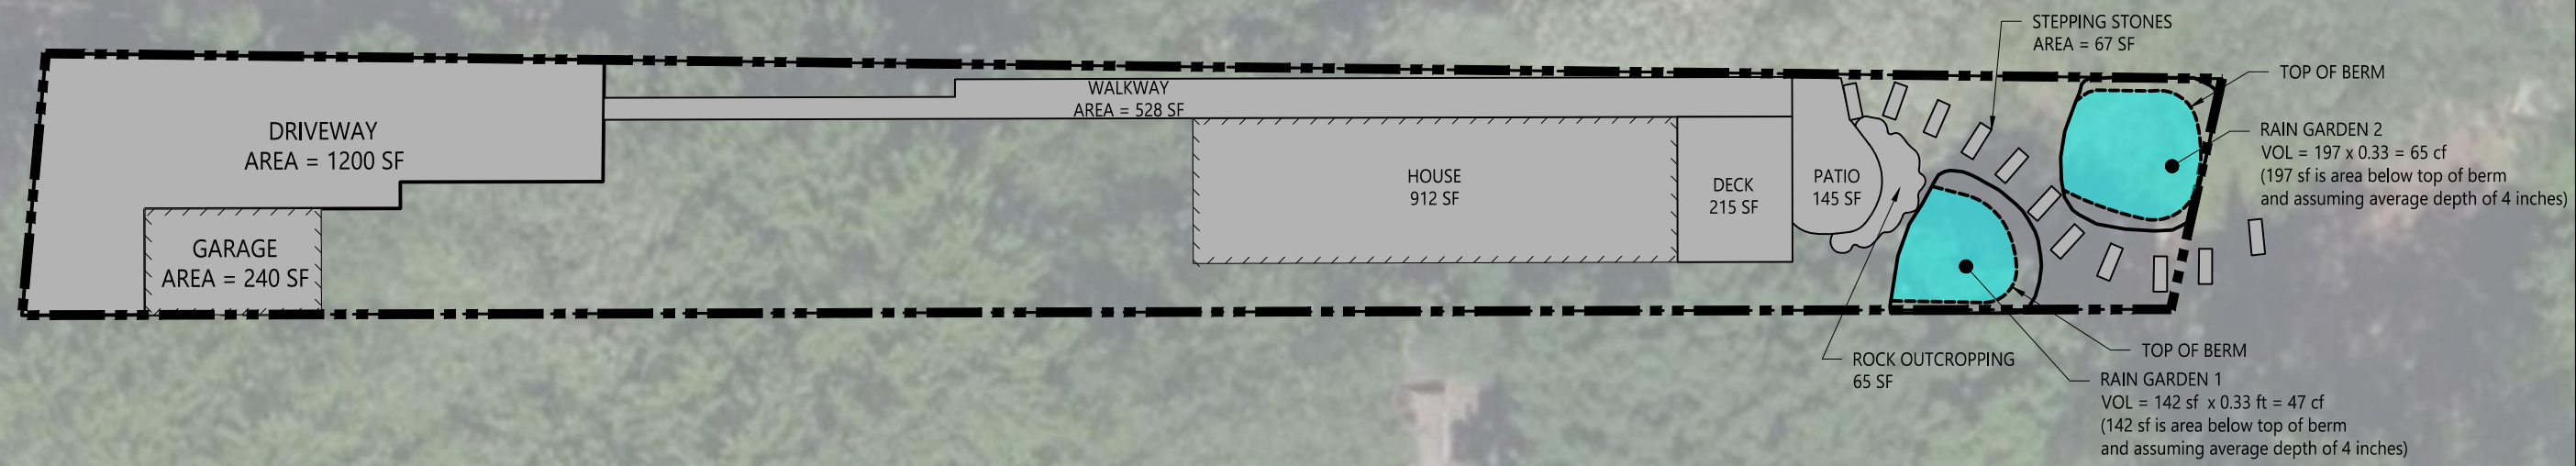 STEPPING STONES
AREA = 67 SF
TOP OF BERM
WALKWAY
AREA = 528 SF
DRIVEWAY
AREA = 1200 SF
RAIN GARDEN 2
VOL = 197 x 0.33 = 65 cf
(197 sf is area below top of berm
and assuming average depth of 4 inches)
HOUSE
912 SF
DECK
215 SF
PATIO
145 SF
GARAGE
AREA = 240 SF
ROCK OUTCROPPING
65 SF
TOP OF BERM
RAIN GARDEN 1
VOL = 142 sf x 0.33 ft = 47 cf
(142 sf is area below top of berm
and assuming average depth of 4 inches)